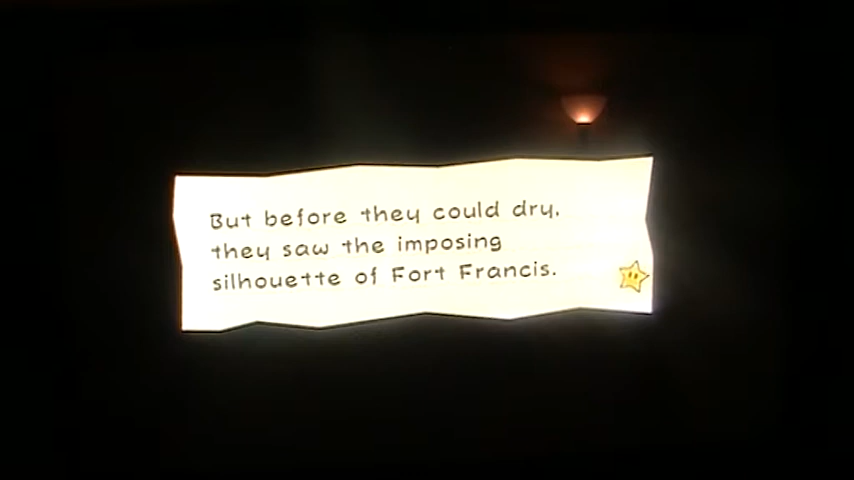 But before they could dry,
they saw the imposing
silhouette of Fort Francis.